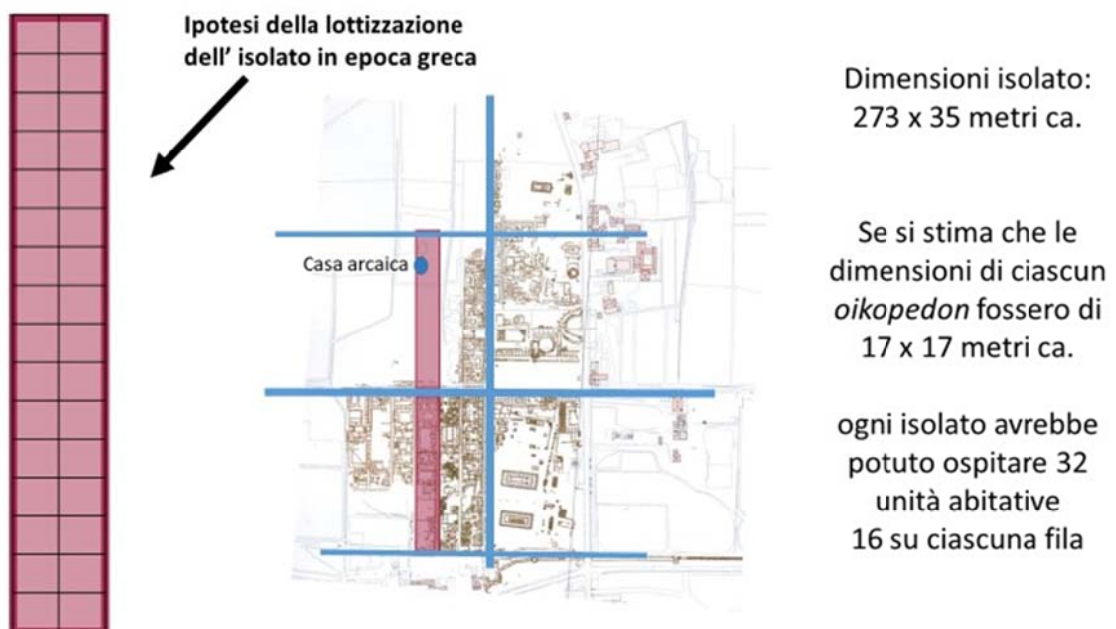 Ipotesi della lottizzazione
dell' isolato in epoca greca
Casa arcaica
Dimensioni isolato:
273 x 35 metri ca.
Se si stima che le
dimensioni di ciascun
oikopedon fossero di
17 x 17 metri ca.
ogni isolato avrebbe
potuto ospitare 32
unità abitative
16 su ciascuna fila